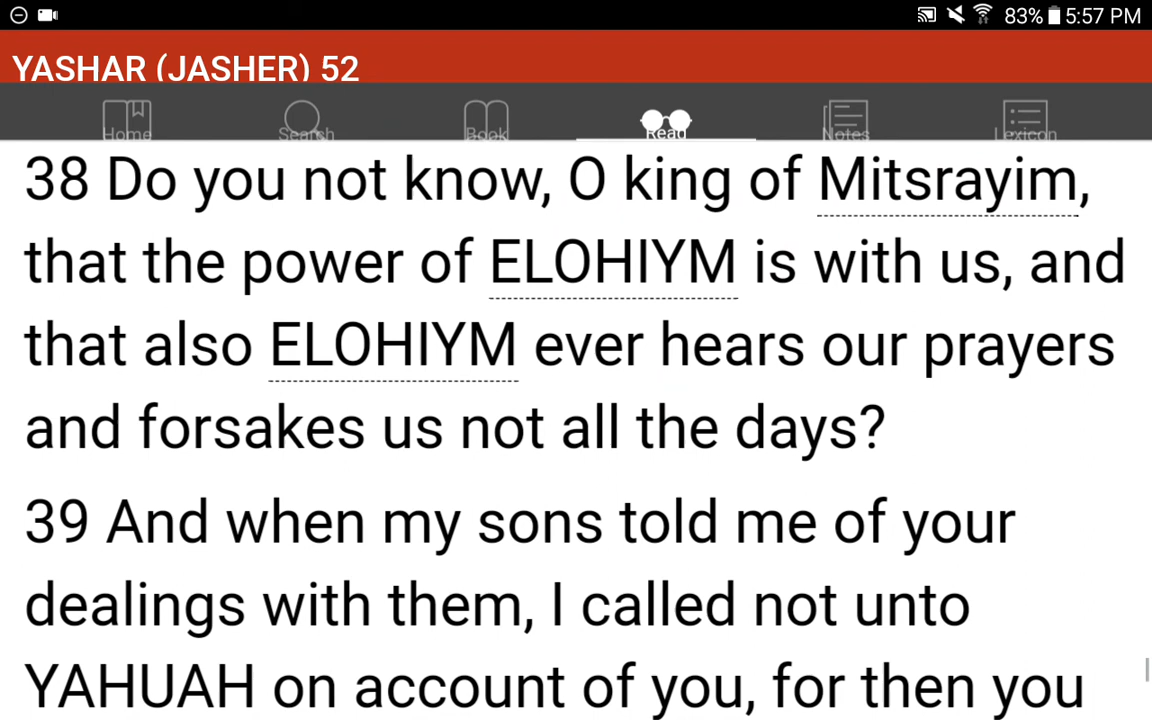 83% 5:57 PM
YASHAR (JASHER) 52
Home Search Book Read Notes Lexicon
38 Do you not know, O king of Mitsrayim,
that the power of ELOHIYM is with us, and
that also ELOHIYM ever hears our prayers
and forsakes us not all the days?
39 And when my sons told me of your
dealings with them, I called not unto
YAHUAH on account of you, for then you